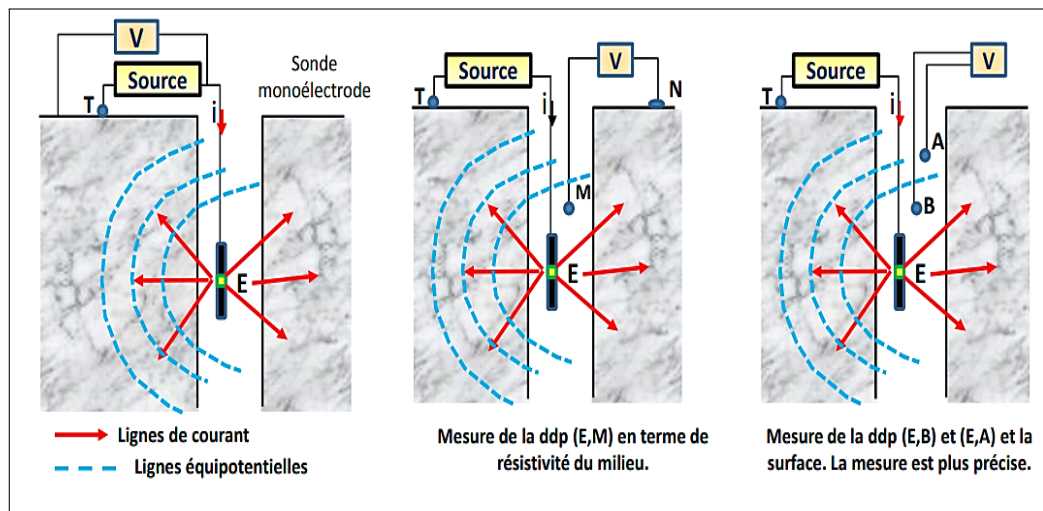 V
Source
T
i
Sonde
monoélectrode
E
Lignes de courant
Lignes équipotentielles
Source
V
T
N
M
E
Mesure de la ddp (E,M) en terme de
résistivité du milieu.
Source
V
T
i
A
B
E
Mesure de la ddp (E,B) et (E,A) et la
surface. La mesure est plus précise.